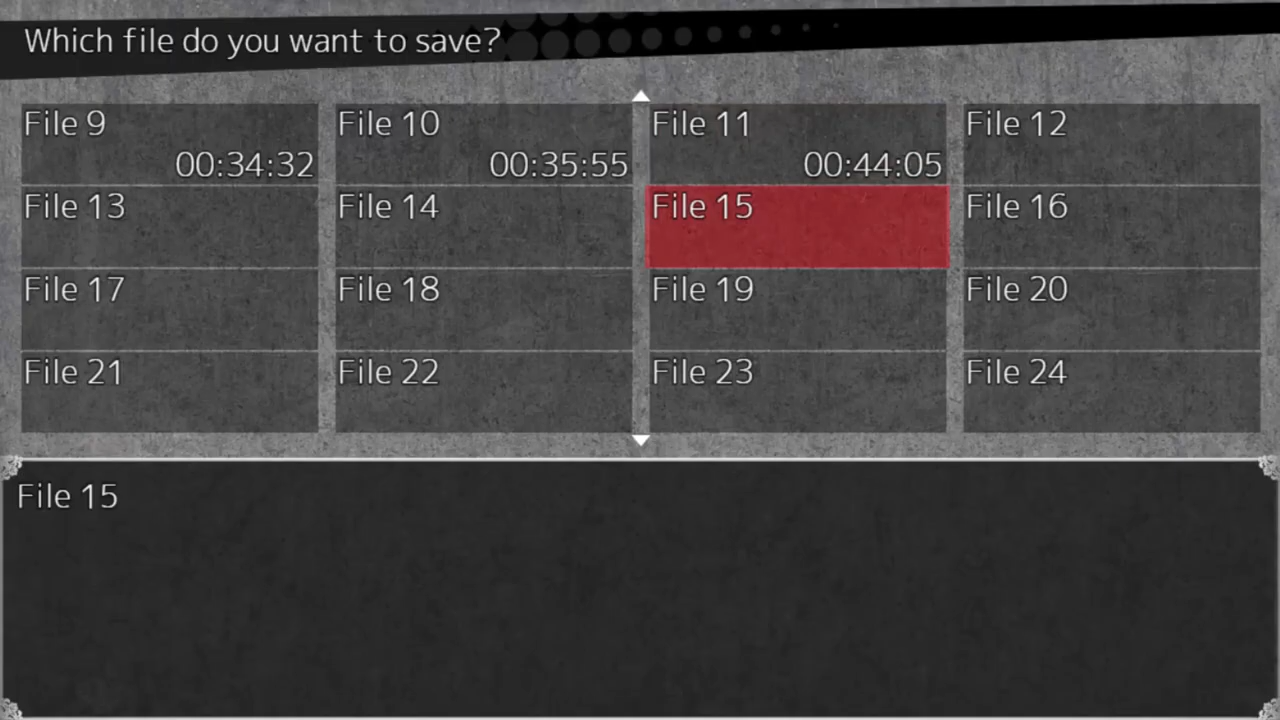 Which file do you want to save?
File 9
00:34:32
File 10
00:35:55
File 11
00:44:05
File 12
File 13
File 14
File 15
File 16
File 17
File 18
File 19
File 20
File 21
File 22
File 23
File 24
File 15